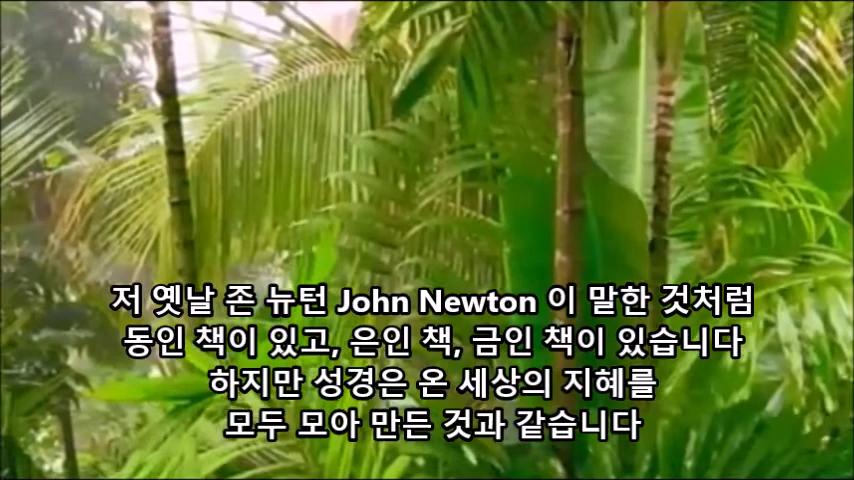 저 옛날 존 뉴턴 John Newton 이 말한 것처럼
동인 책이 있고, 은인 책, 금인 책이 있습니다
하지만 성경은 온 세상의 지혜를
모두 모아 만든 것과 같습니다